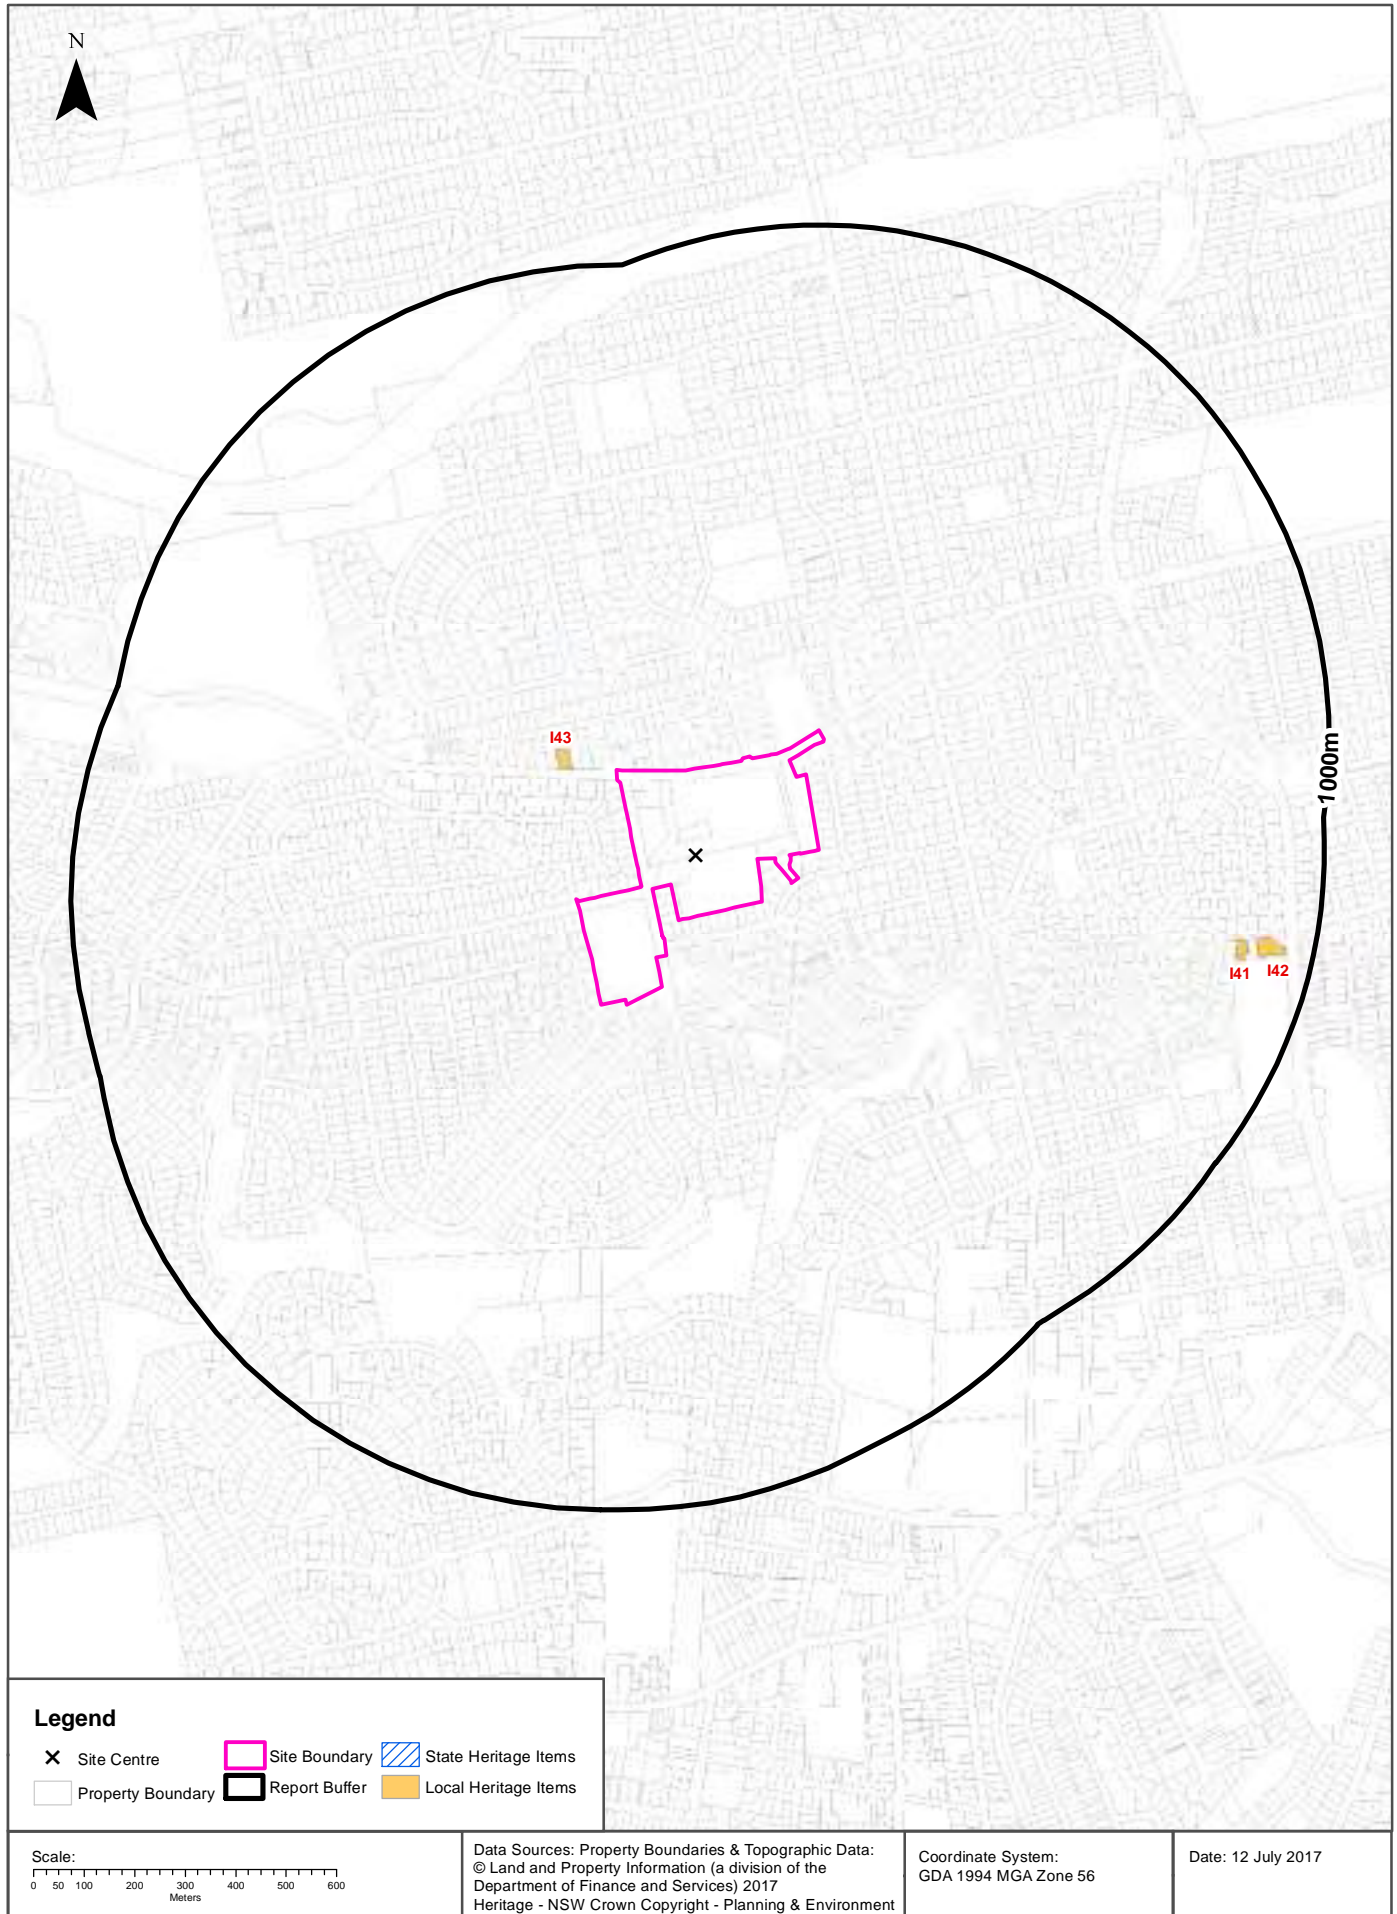 N
1000m
I43
I41
I42
Legend
Site Centre
Site Boundary
State Heritage Items
Property Boundary
Report Buffer
Local Heritage Items
Scale:
0 50 100 200 300 400 500 600
Meters
Data Sources: Property Boundaries & Topographic Data:
© Land and Property Information (a division of the
Department of Finance and Services) 2017
Heritage - NSW Crown Copyright - Planning & Environment
Coordinate System:
GDA 1994 MGA Zone 56
Date: 12 July 2017